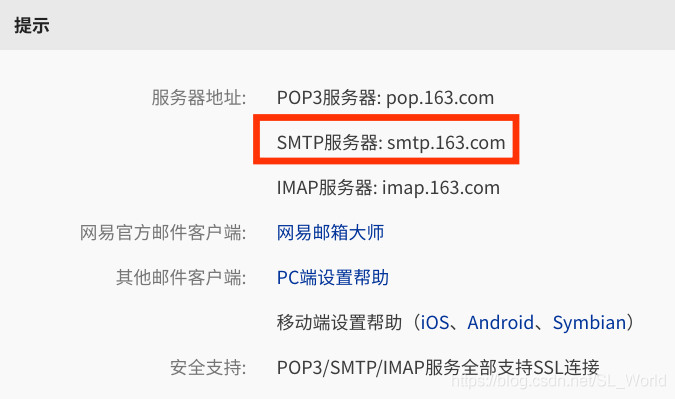 提示
服务器地址: POP3服务器: pop.163.com
SMTP服务器: smtp.163.com
IMAP服务器: imap.163.com
网易官方邮件客户端: 网易邮箱大师
其他邮件客户端: PC端设置帮助
移动端设置帮助（iOS、Android、Symbian）
安全支持: POP3/SMTP/IMAP服务全部支持SSL连接
https://blog.csdn.net/SL_World